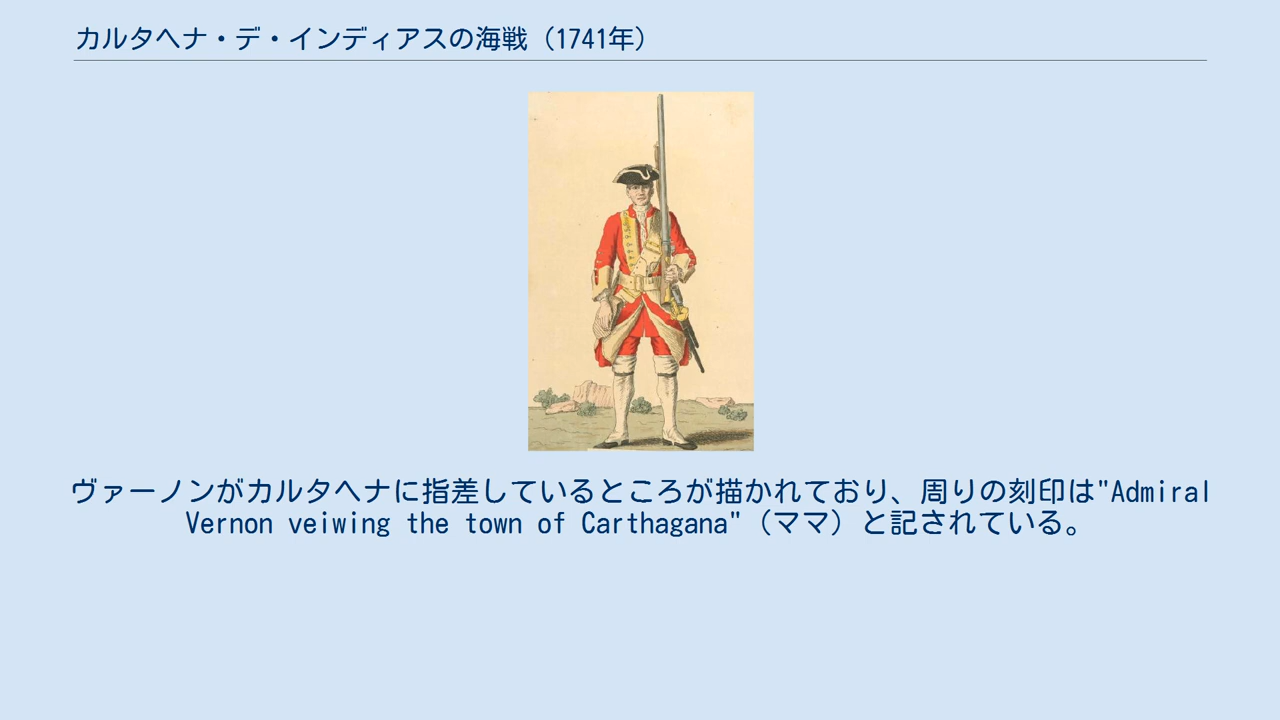 カルタヘナ・デ・インディアスの海戦（1741年）
ヴァーノンがカルタヘナに指差しているところが描かれており、周りの刻印は"Admiral
Vernon veiwing the town of Carthagana"（ママ）と記されている。